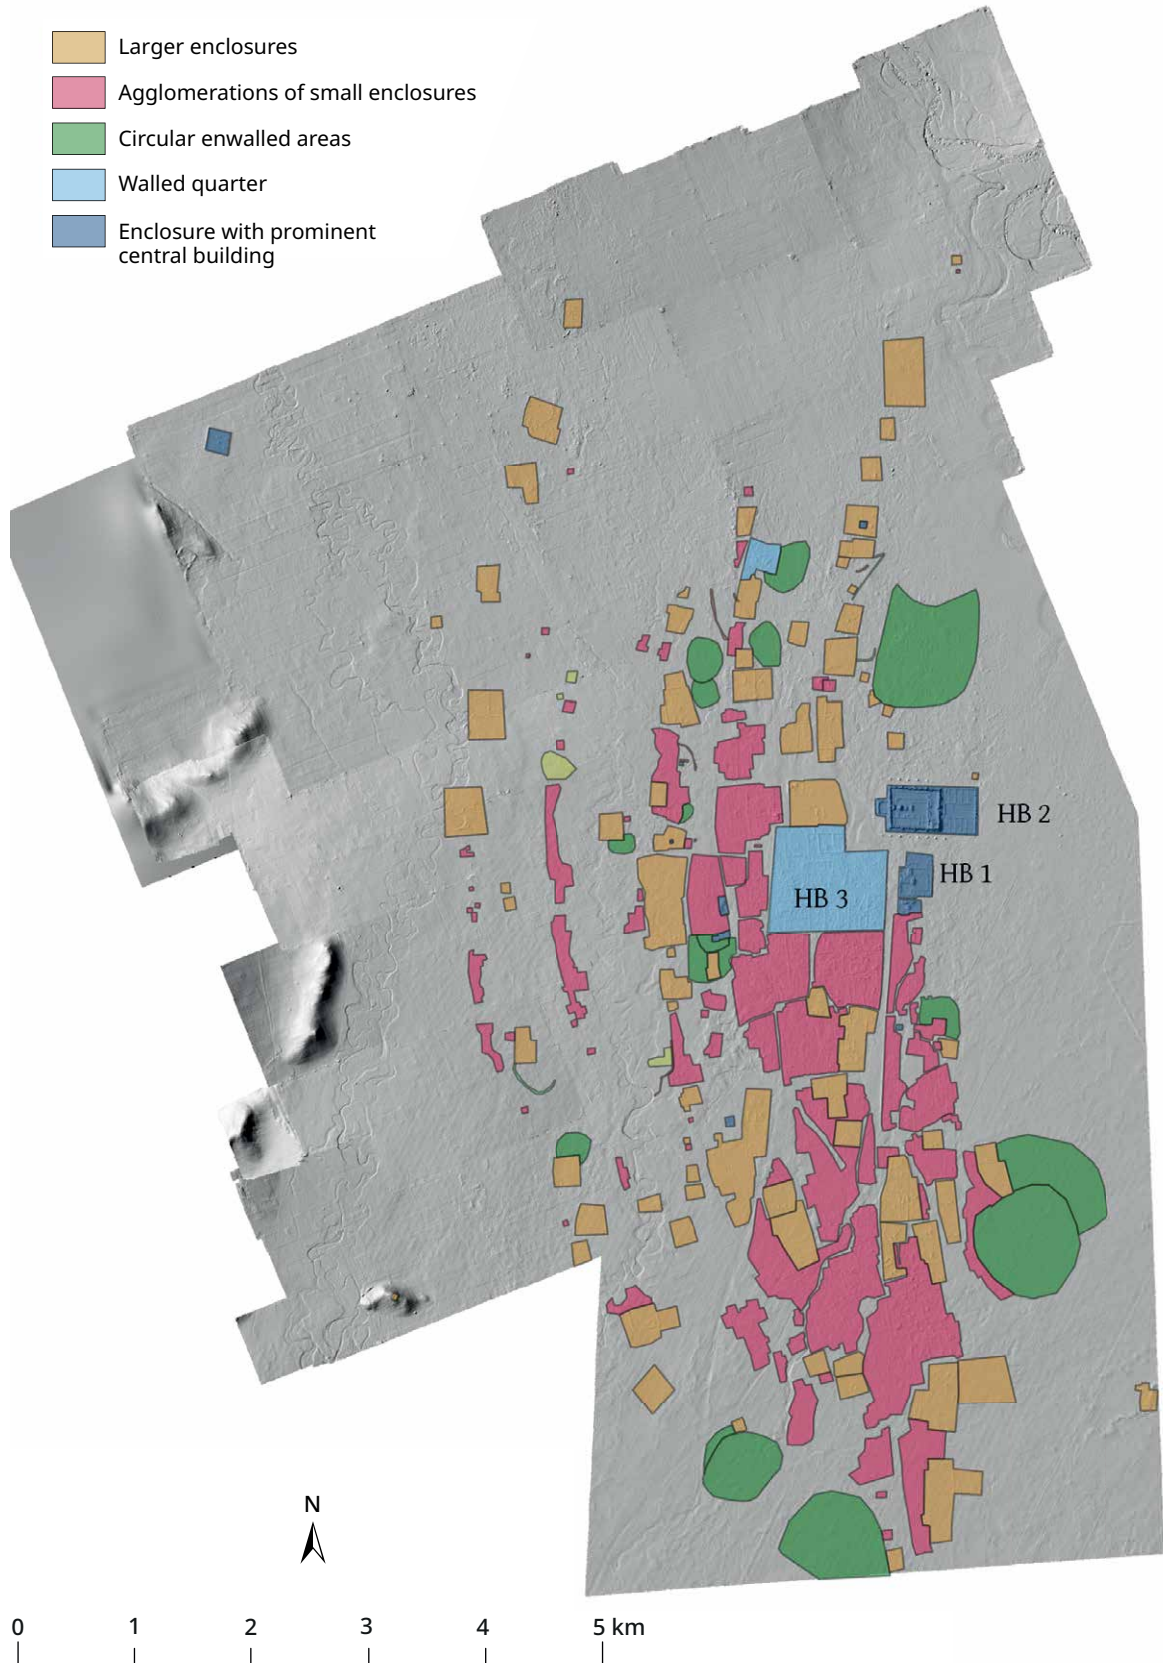 Larger enclosures
Agglomerations of small enclosures
Circular enwalled areas
Walled quarter
Enclosure with prominent
central building
HB 2
HB 1
HB 3
N
0 1 2 3 4 5 km